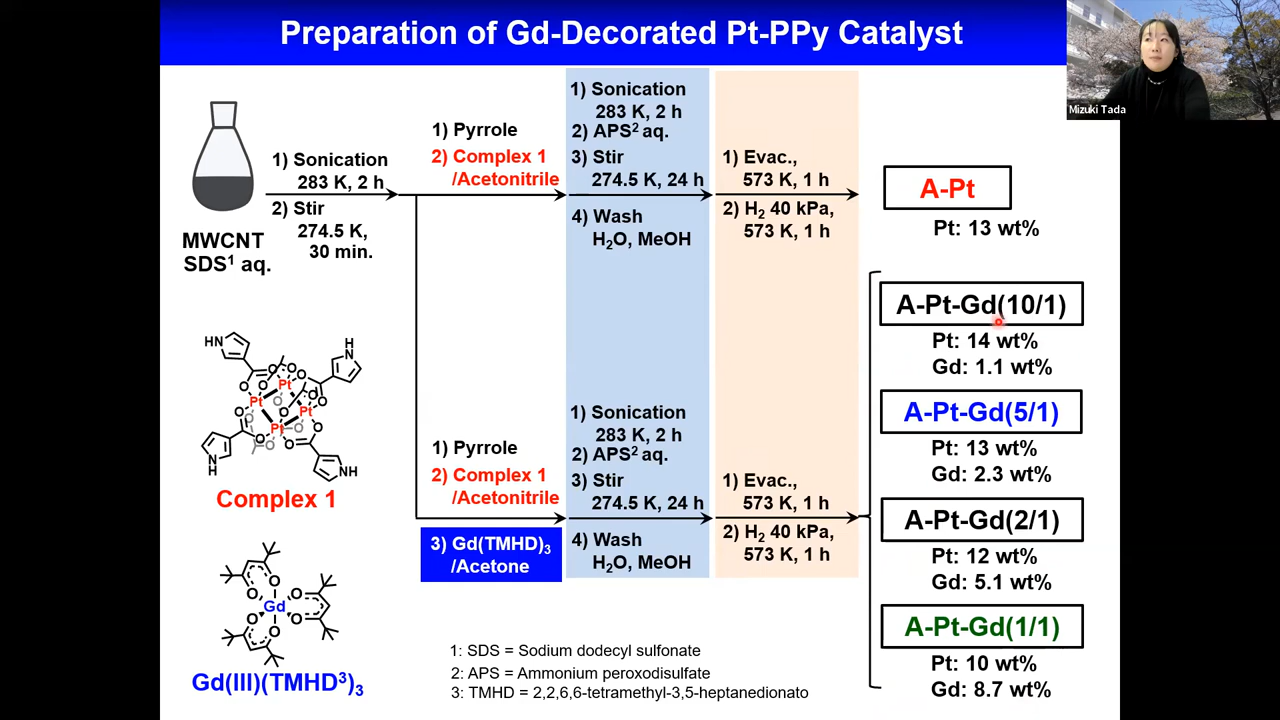 Preparation of Gd-Decorated Pt-PPy Catalyst
Mizuki Tada
MWCNT
SDS¹ aq.
1) Sonication
283 K, 2 h
2) Stir
274.5 K,
30 min.
1) Pyrrole
2) Complex 1
/Acetonitrile
1) Sonication
283 K, 2 h
2) APS² aq.
3) Stir
274.5 K, 24 h
4) Wash
H₂O, MeOH
1) Evac.,
573 K, 1 h
2) H₂ 40 kPa,
573 K, 1 h
A-Pt
Pt: 13 wt%
1) Pyrrole
2) Complex 1
/Acetonitrile
3) Gd(TMHD)₃
/Acetone
1) Sonication
283 K, 2 h
2) APS² aq.
3) Stir
274.5 K, 24 h
4) Wash
H₂O, MeOH
1) Evac.,
573 K, 1 h
2) H₂ 40 kPa,
573 K, 1 h
A-Pt-Gd(10/1)
Pt: 14 wt%
Gd: 1.1 wt%
A-Pt-Gd(5/1)
Pt: 13 wt%
Gd: 2.3 wt%
A-Pt-Gd(2/1)
Pt: 12 wt%
Gd: 5.1 wt%
A-Pt-Gd(1/1)
Pt: 10 wt%
Gd: 8.7 wt%
HN
H
N
Pt
Pt
Pt
Pt
N
H
NH
Complex 1
Gd
Gd(III)(TMHD³)₃
1: SDS = Sodium dodecyl sulfonate
2: APS = Ammonium peroxodisulfate
3: TMHD = 2,2,6,6-tetramethyl-3,5-heptanedionato